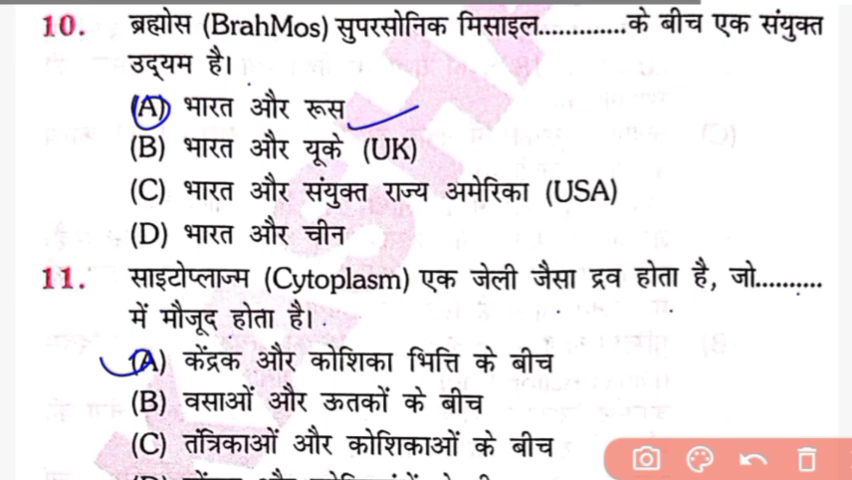 10. ब्रह्मोस (BrahMos) सुपरसोनिक मिसाइल.............के बीच एक संयुक्त
उद्यम है।
(A) भारत और रूस
(B) भारत और यूके (UK)
(C) भारत और संयुक्त राज्य अमेरिका (USA)
(D) भारत और चीन
11. साइटोप्लाज्म (Cytoplasm) एक जेली जैसा द्रव होता है, जो..........
में मौजूद होता है।
(A) केंद्रक और कोशिका भित्ति के बीच
(B) वसाओं और ऊतकों के बीच
(C) तंत्रिकाओं और कोशिकाओं के बीच